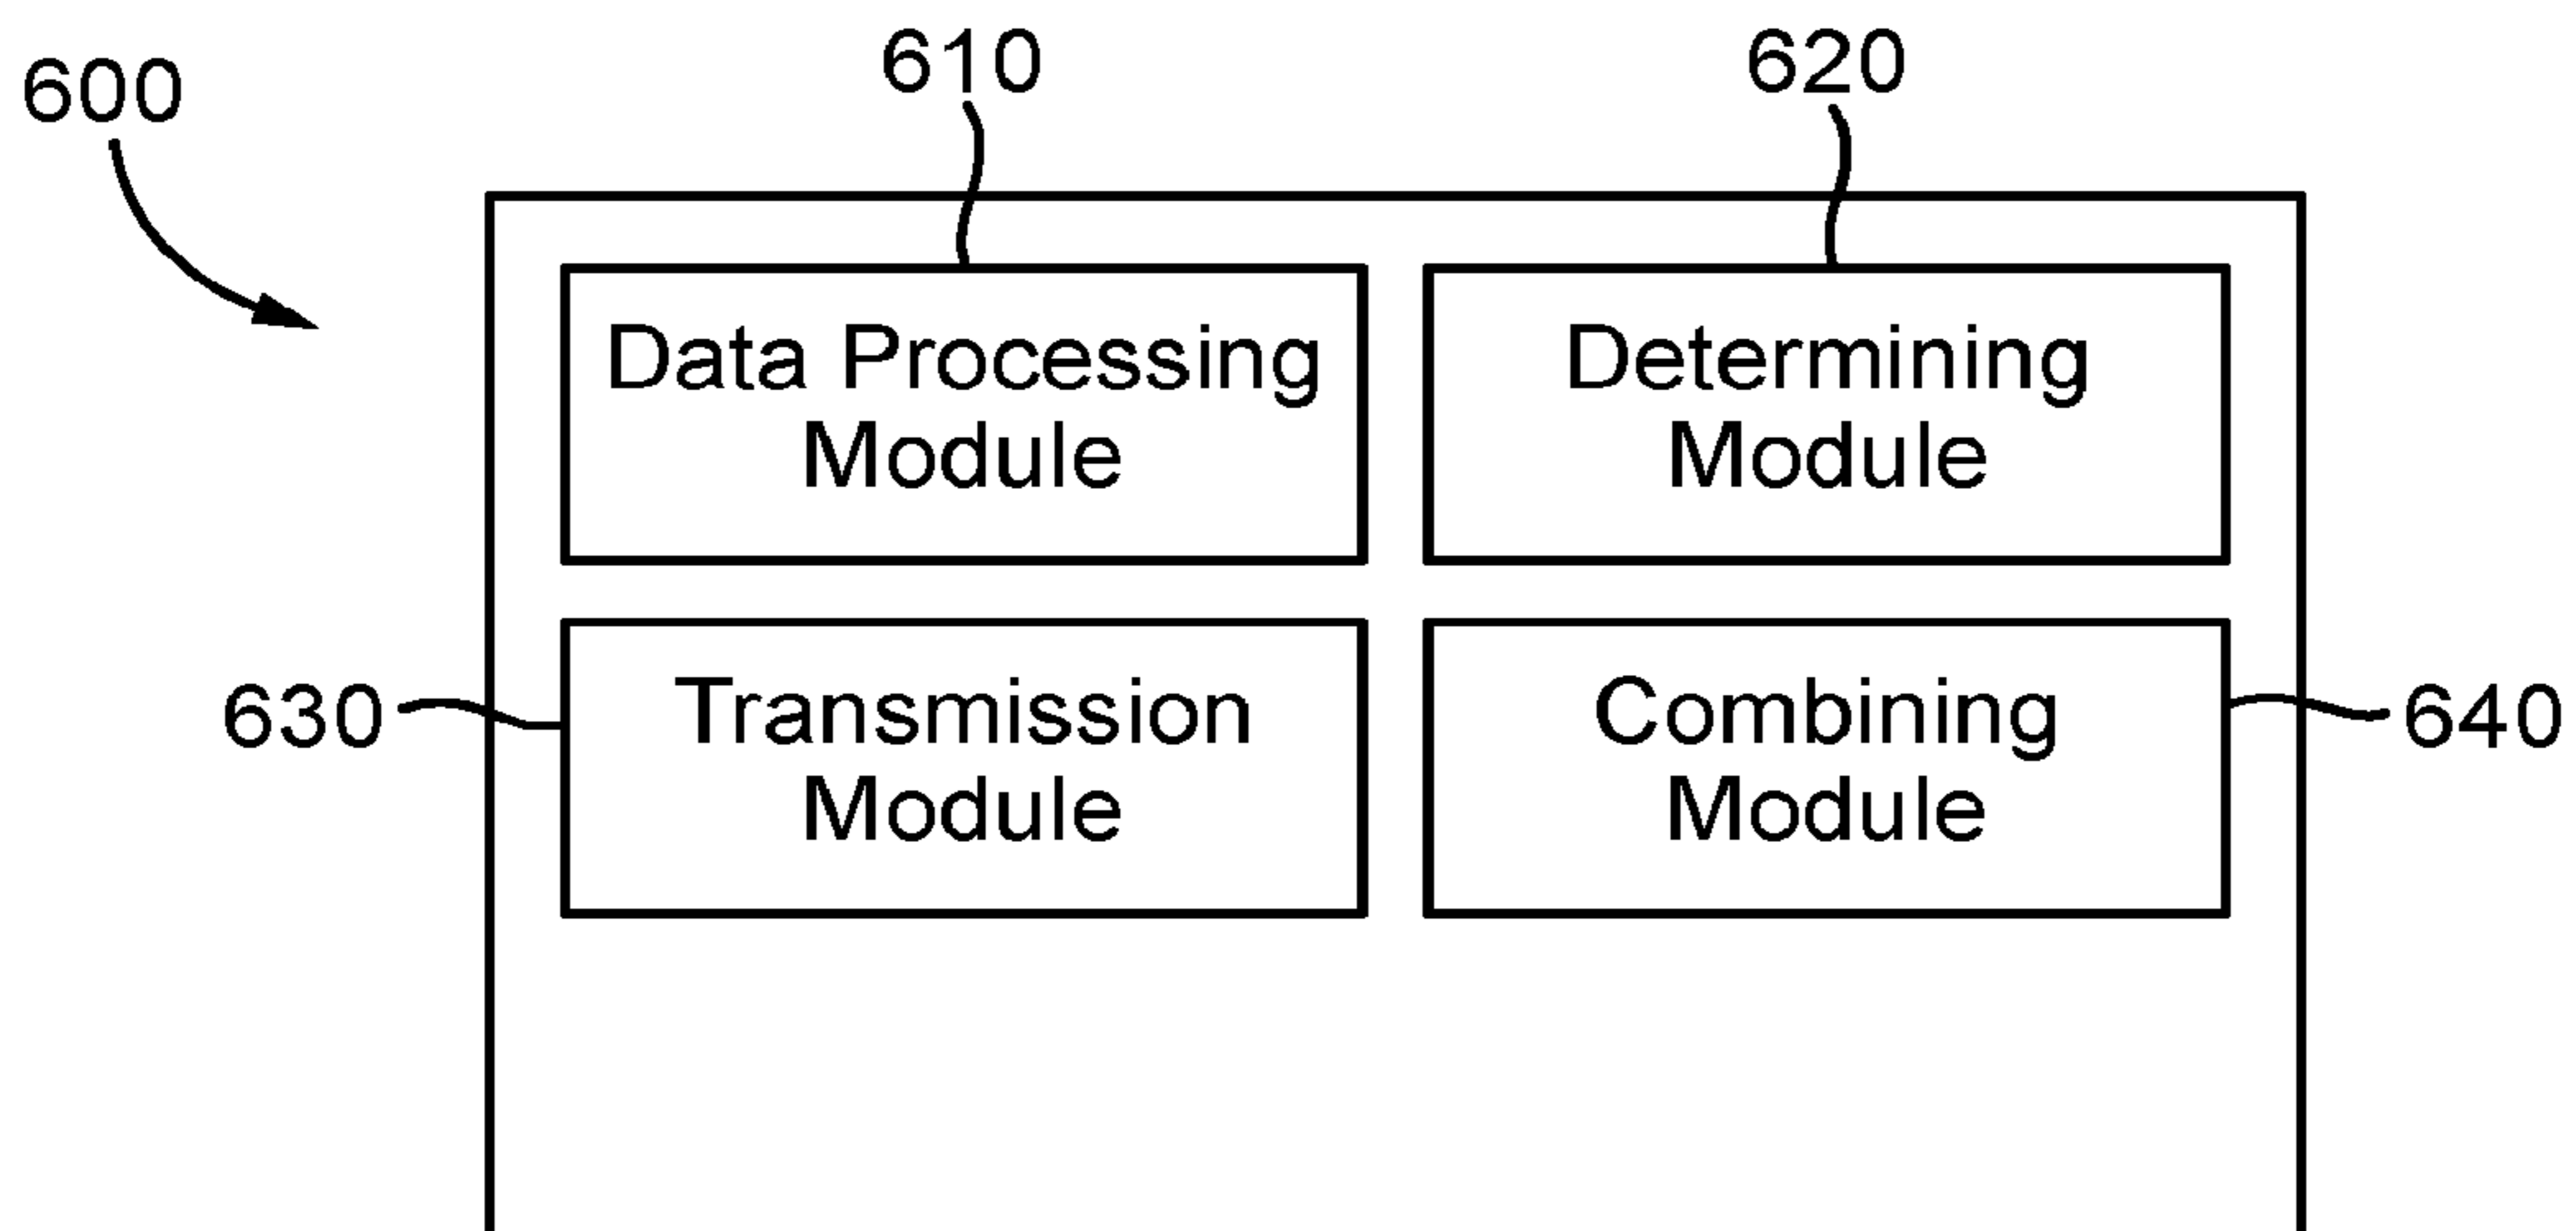 600
610
620
Data Processing
Module
Determining
Module
630
Transmission
Module
Combining
Module
640